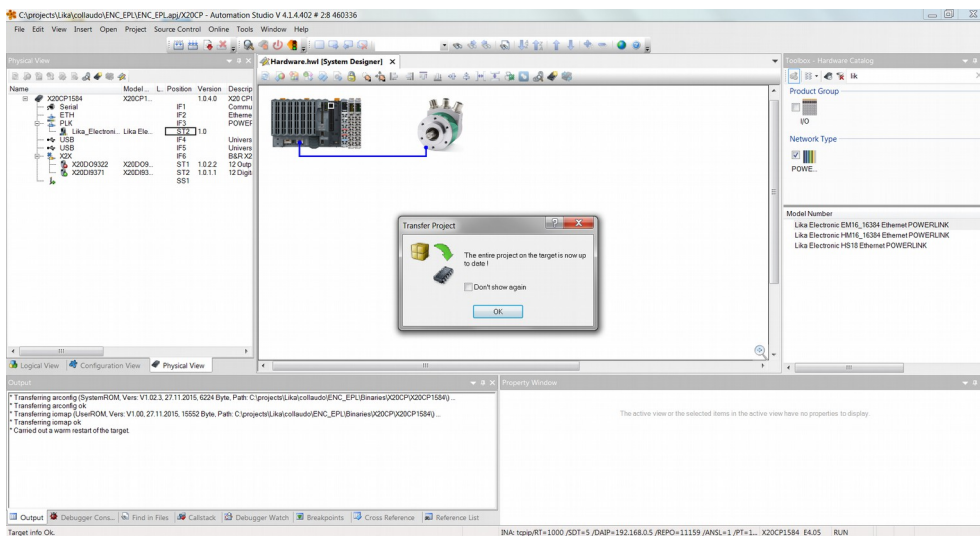 C:\projects\Lika\collaudo\ENC_EPL\ENC_EPL.apj/X20CP - Automation Studio V 4.1.4.402 # 2:8 460336
File Edit View Insert Open Project Source Control Online Tools Window Help
Physical View
Hardware.hwl [System Designer] X
Toolbox - Hardware Catalog
lik
Name Model... L.. Position Version Descrip
X20CP1584 X20CP1... 1.0.4.0 X20 CPI
Serial IF1 Commu
ETH IF2 Etherne
PLK IF3 POWEF
Lika_Electroni... Lika Ele... ST2 1.0
USB IF4 Univers
USB IF5 Univers
X2X IF6 B&R X2
X20DO9322 X20DO9... ST1 1.0.2.2 12 Outp
X20DI9371 X20DI93... ST2 1.0.1.1 12 Digit
SS1
Product Group
I/O
Network Type
POWE...
Model Number
Lika Electronic EM16_16384 Ethernet POWERLINK
Lika Electronic HM16_16384 Ethernet POWERLINK
Lika Electronic HS18 Ethernet POWERLINK
Transfer Project
The entire project on the target is now up
to date !
Don't show again
OK
Logical View Configuration View Physical View
Output
* Transferring arconfig (SystemROM, Vers: V1.02.3, 27.11.2015, 6224 Byte, Path: C:\projects\Lika\collaudo\ENC_EPL\Binaries\X20CP\X20CP1584\) ...
* Transferring arconfig ok
* Transferring iomap (UserROM, Vers: V1.00, 27.11.2015, 15552 Byte, Path: C:\projects\Lika\collaudo\ENC_EPL\Binaries\X20CP\X20CP1584\) ...
* Transferring iomap ok
* Carried out a warm restart of the target.
Property Window
The active view or the selected items in the active view have no properties to display.
Output Debugger Cons... Find in Files Callstack Debugger Watch Breakpoints Cross Reference Reference List
Target info Ok. INA: tcpip/RT=1000 /SDT=5 /DAIP=192.168.0.5 /REPO=11159 /ANSL=1 /PT=1... X20CP1584 E4.05 RUN